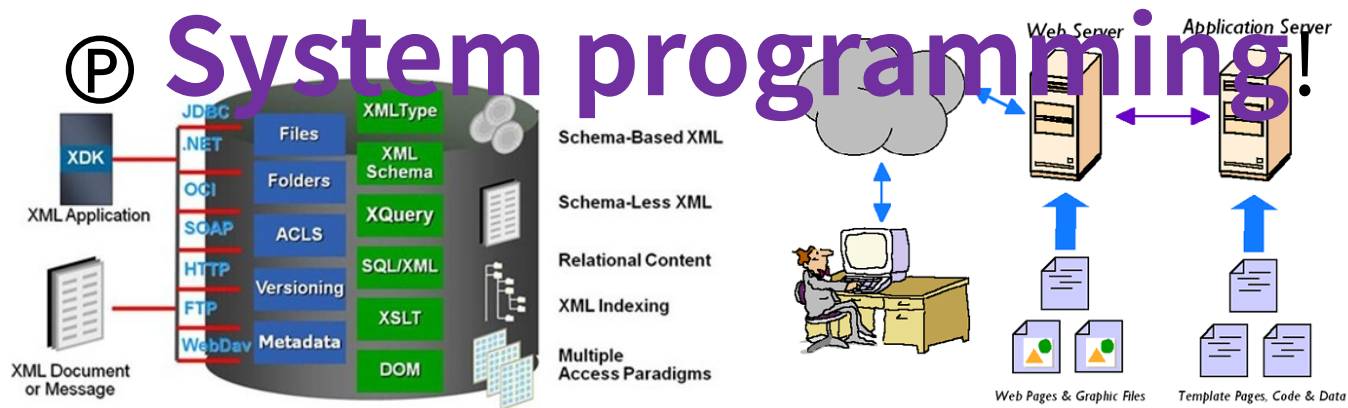 Ⓟ System programming!
Web Server
Application Server
JDBC
.NET
OCI
SOAP
HTTP
FTP
WebDav
XDK
XML Application
XML Document
or Message
Files
Folders
ACLS
Versioning
Metadata
XMLType
XML
Schema
XQuery
SQL/XML
XSLT
DOM
Schema-Based XML
Schema-Less XML
Relational Content
XML Indexing
Multiple
Access Paradigms
Web Pages & Graphic Files
Template Pages, Code & Data